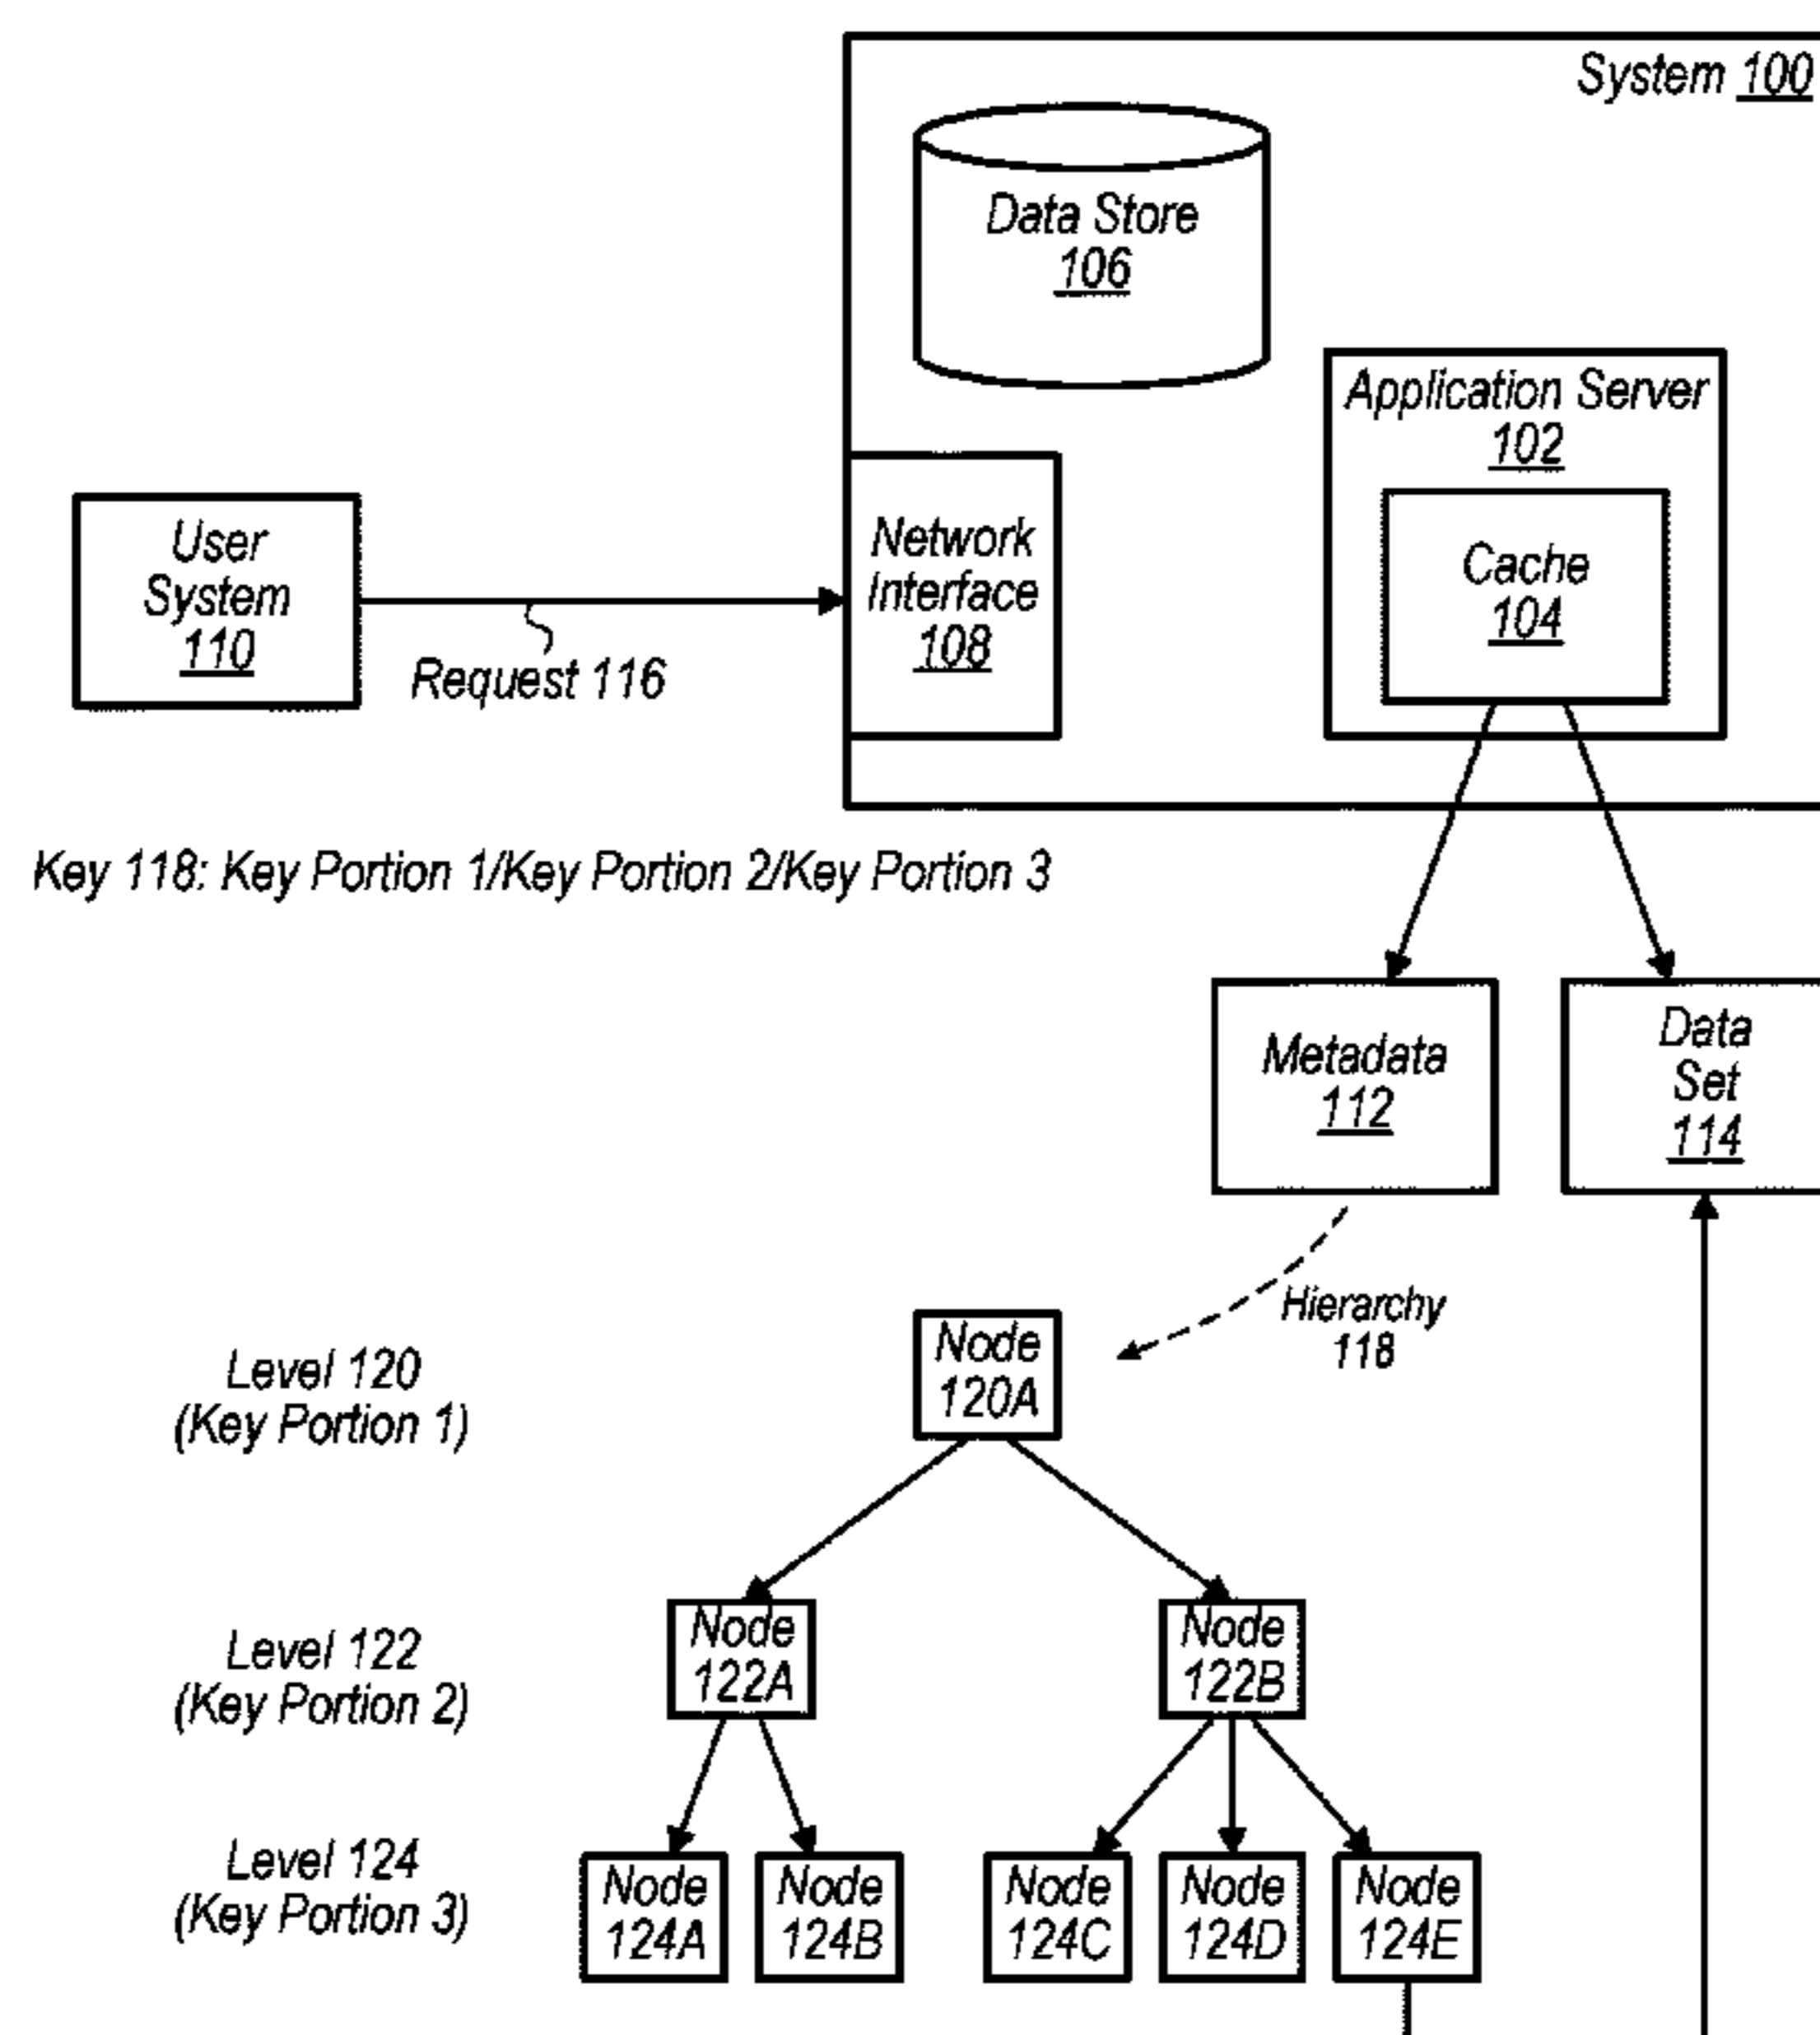 System 100
Data Store
106
Application Server
102
Cache
104
Network
Interface
108
User
System
110
Request 116
Key 118: Key Portion 1/Key Portion 2/Key Portion 3
Metadata
112
Data
Set
114
Hierarchy
118
Level 120
(Key Portion 1)
Node
120A
Level 122
(Key Portion 2)
Node
122A
Node
122B
Level 124
(Key Portion 3)
Node
124A
Node
124B
Node
124C
Node
124D
Node
124E